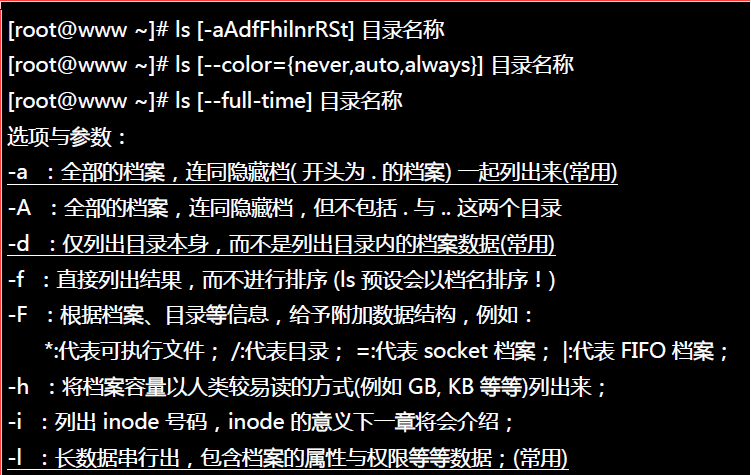 [root@www ~]# ls [-aAdfFhilnrRSt] 目录名称
[root@www ~]# ls [--color={never,auto,always}] 目录名称
[root@www ~]# ls [--full-time] 目录名称
选项与参数：
-a ：全部的档案，连同隐藏档( 开头为 . 的档案) 一起列出来(常用)
-A ：全部的档案，连同隐藏档，但不包括 . 与 .. 这两个目录
-d ：仅列出目录本身，而不是列出目录内的档案数据(常用)
-f ：直接列出结果，而不进行排序 (ls 预设会以档名排序！)
-F ：根据档案、目录等信息，给予附加数据结构，例如：
*:代表可执行文件； /:代表目录； =:代表 socket 档案； |:代表 FIFO 档案；
-h ：将档案容量以人类较易读的方式(例如 GB, KB 等等)列出来；
-i ：列出 inode 号码，inode 的意义下一章将会介绍；
-l ：长数据串行出，包含档案的属性与权限等等数据；(常用)